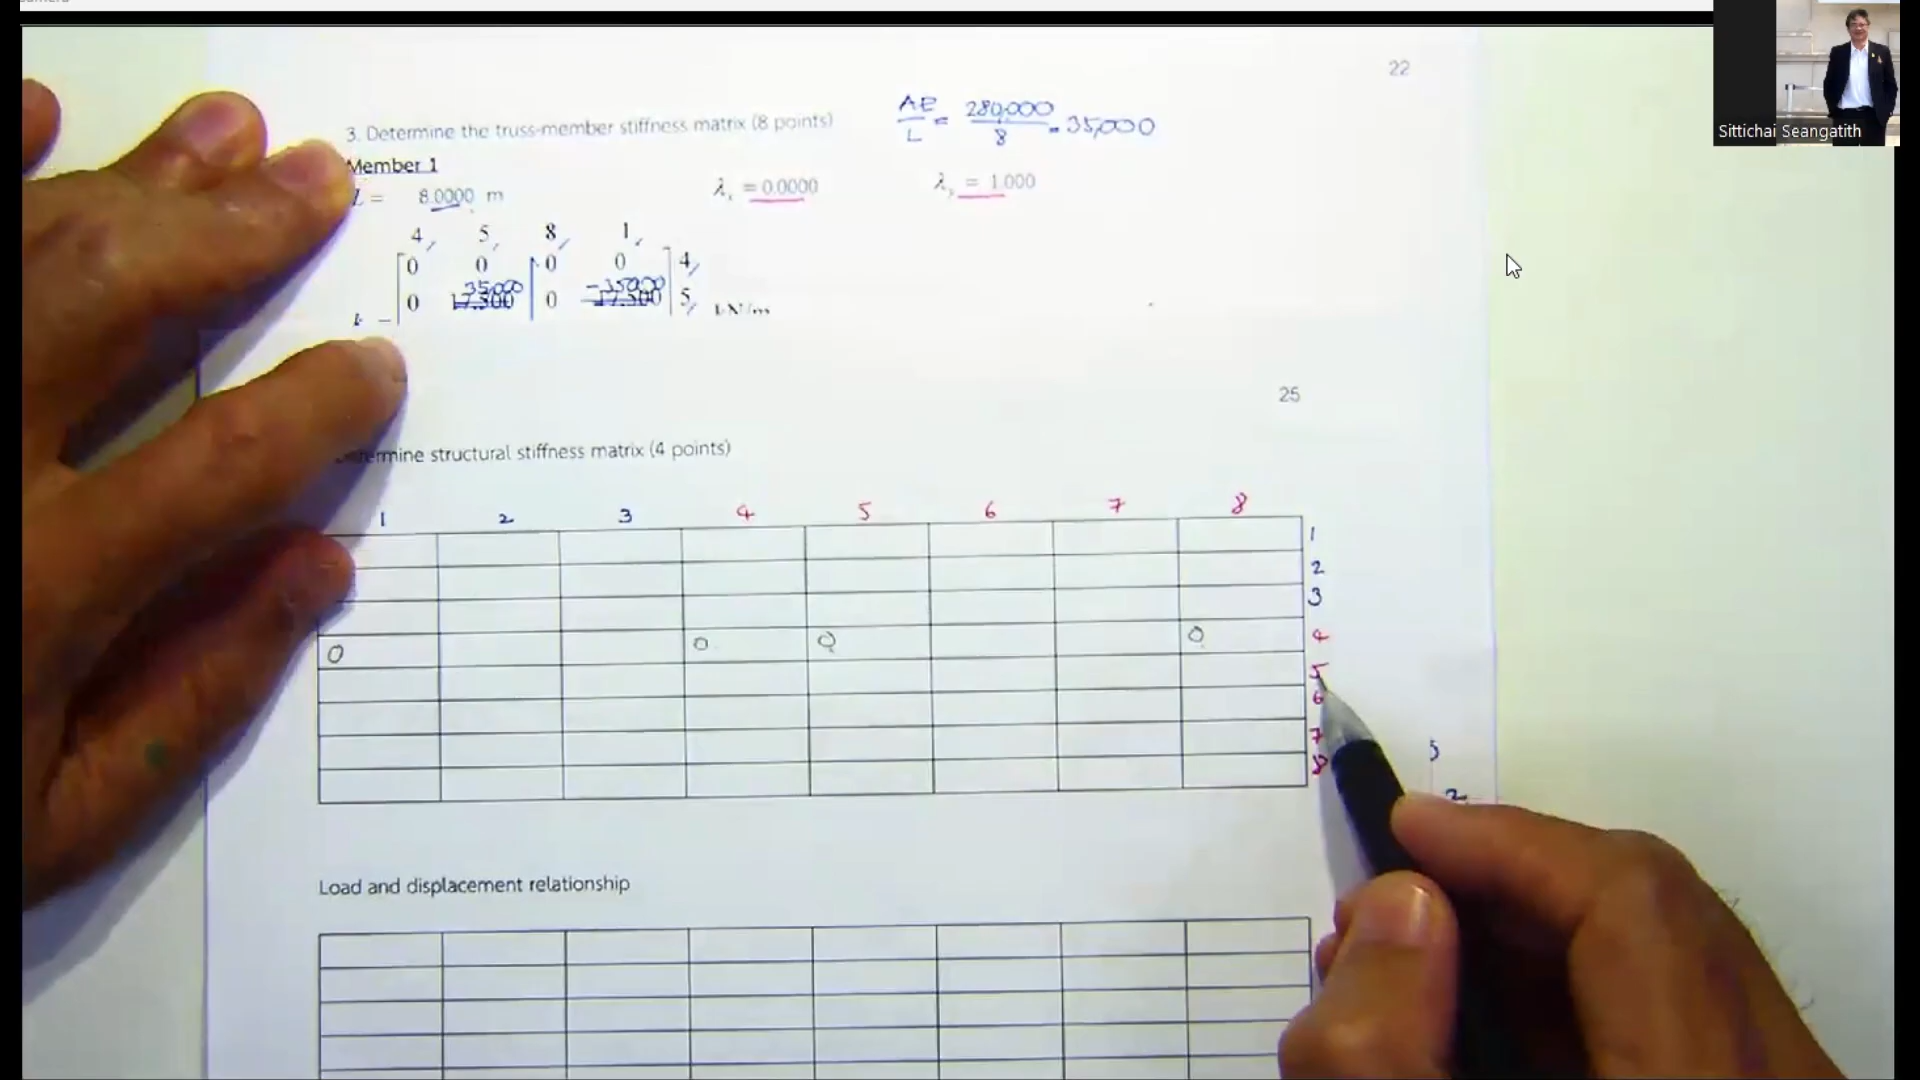 22
3. Determine the truss-member stiffness matrix (8 points)
AE/L = 280,000/8 = 35,000
Member 1
L = 8.0000 m
λx = 0.0000
λy = 1.000
4, 5, 8, 1,
0 0 0 0 4,
35,000 -35,000
0 17,500 0 -17,500 5, kN/m
25
ermine structural stiffness matrix (4 points)
1 2 3 4 5 6 7 8
1
2
3
0 0 0 0 4
5
6
7
8
5
2
Load and displacement relationship
Sittichai Seangatith